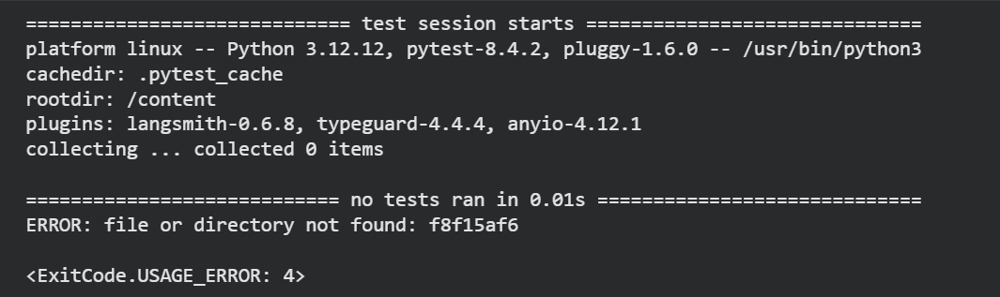 ============================= test session starts ==============================
platform linux -- Python 3.12.12, pytest-8.4.2, pluggy-1.6.0 -- /usr/bin/python3
cachedir: .pytest_cache
rootdir: /content
plugins: langsmith-0.6.8, typeguard-4.4.4, anyio-4.12.1
collecting ... collected 0 items
============================ no tests ran in 0.01s =============================
ERROR: file or directory not found: f8f15af6
<ExitCode.USAGE_ERROR: 4>